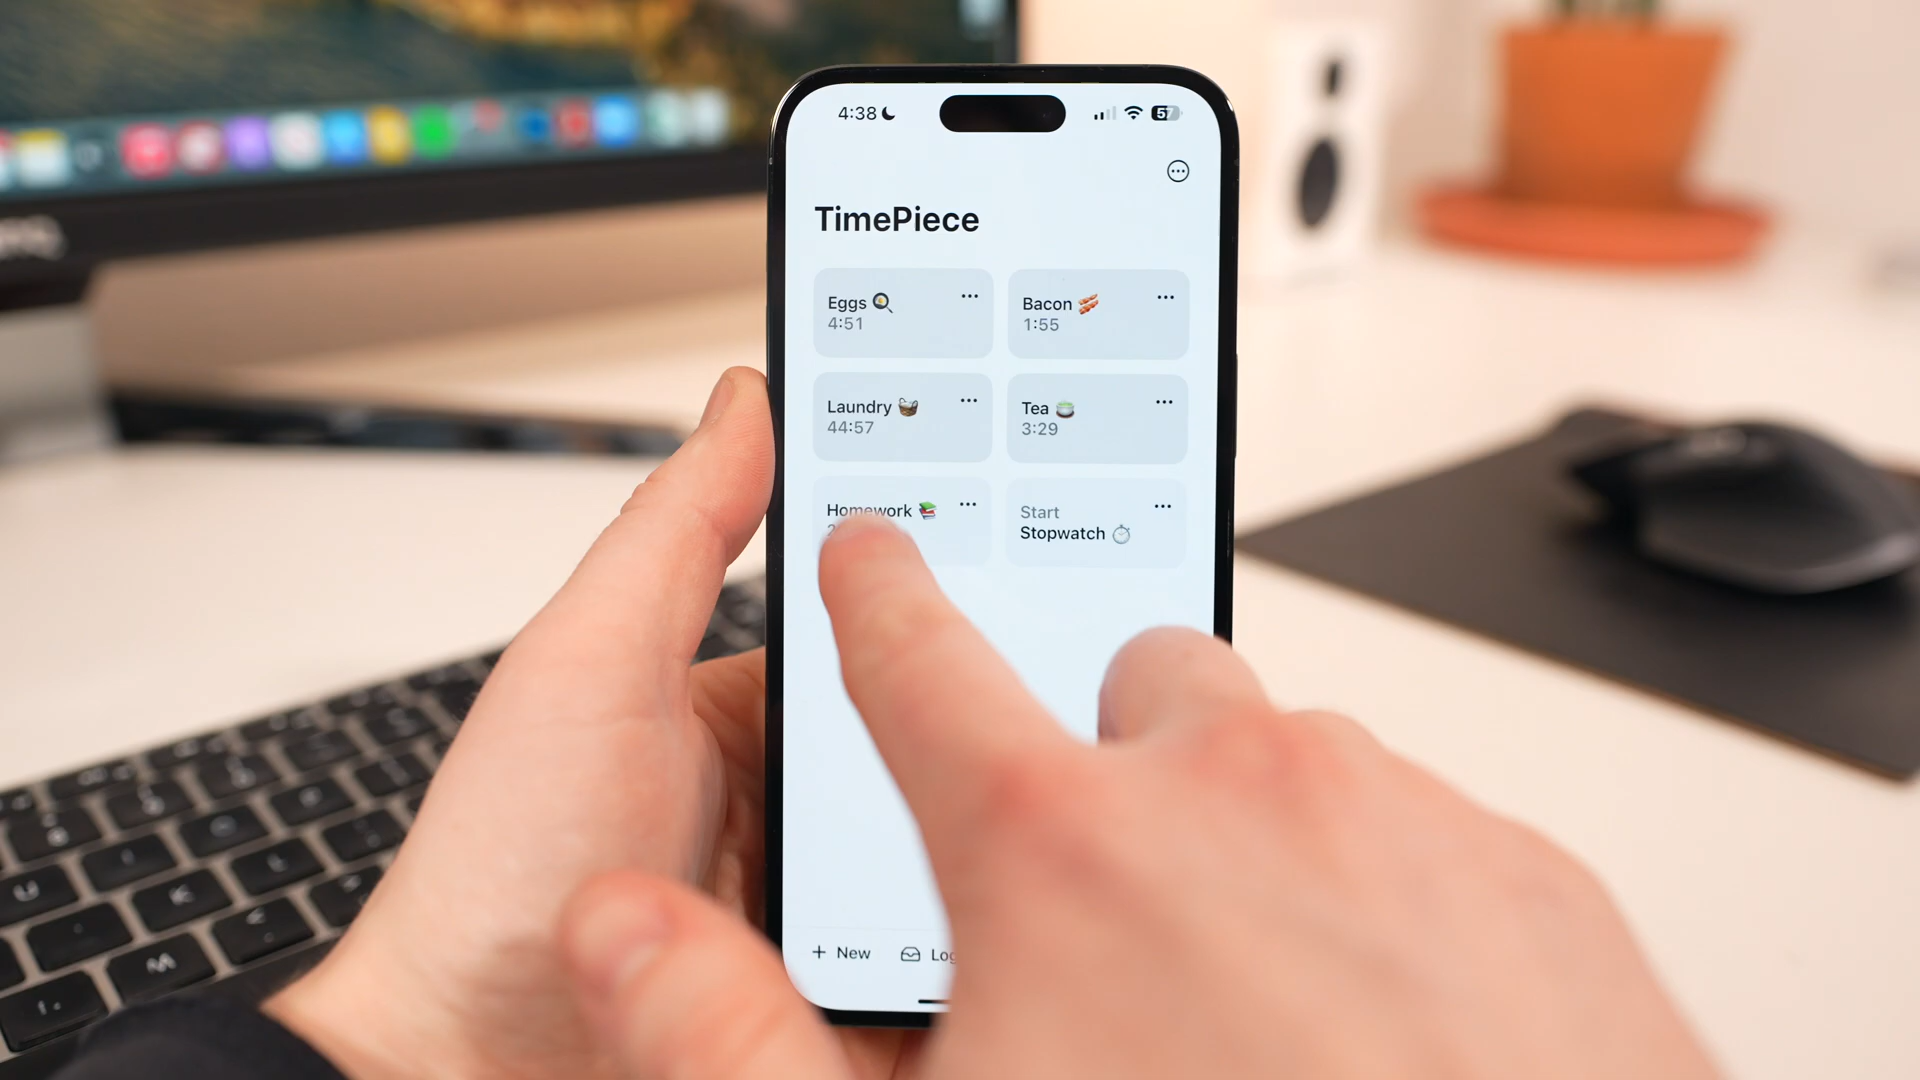 4:38
57
TimePiece
Eggs 🍳
4:51
Bacon 🥓
1:55
Laundry 🧺
44:57
Tea 🍵
3:29
Homework 📚
Start
Stopwatch ⏱
+ New
U
K
M